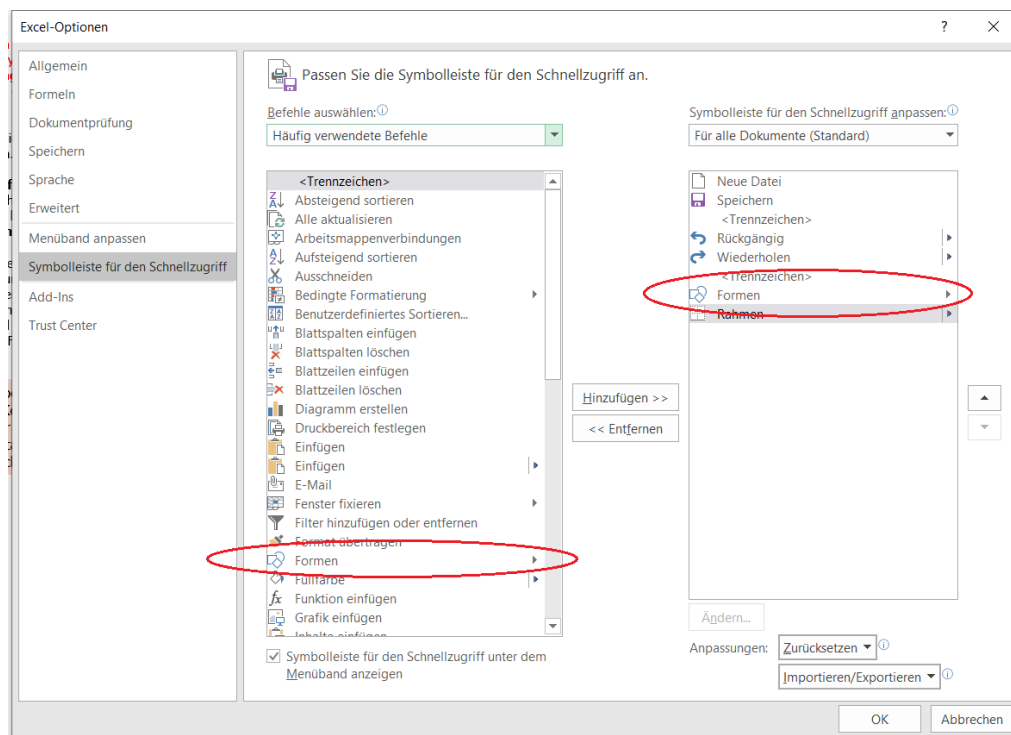 Excel-Optionen
?
Allgemein
Formeln
Dokumentprüfung
Speichern
Sprache
Erweitert
Menüband anpassen
Symbolleiste für den Schnellzugriff
Add-Ins
Trust Center
Passen Sie die Symbolleiste für den Schnellzugriff an.
Befehle auswählen:
Häufig verwendete Befehle
<Trennzeichen>
Absteigend sortieren
Alle aktualisieren
Arbeitsmappenverbindungen
Aufsteigend sortieren
Ausschneiden
Bedingte Formatierung
Benutzerdefiniertes Sortieren...
Blattspalten einfügen
Blattspalten löschen
Blattzeilen einfügen
Blattzeilen löschen
Diagramm erstellen
Druckbereich festlegen
Einfügen
Einfügen
E-Mail
Fenster fixieren
Filter hinzufügen oder entfernen
Format übertragen
Formen
Füllfarbe
fx Funktion einfügen
Grafik einfügen
Inhalte einfügen
Symbolleiste für den Schnellzugriff unter dem
Menüband anzeigen
Hinzufügen >>
<< Entfernen
Symbolleiste für den Schnellzugriff anpassen:
Für alle Dokumente (Standard)
Neue Datei
Speichern
<Trennzeichen>
Rückgängig
Wiederholen
<Trennzeichen>
Formen
Rahmen
Ändern...
Anpassungen:
Zurücksetzen
Importieren/Exportieren
OK
Abbrechen